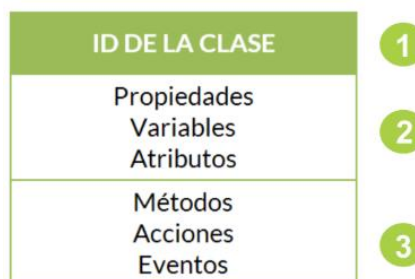 ID DE LA CLASE
1
Propiedades
Variables
Atributos
2
Métodos
Acciones
Eventos
3